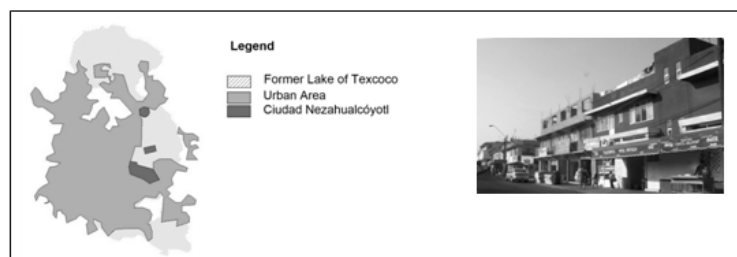 Legend
Former Lake of Texcoco
Urban Area
Ciudad Nezahualcóyotl